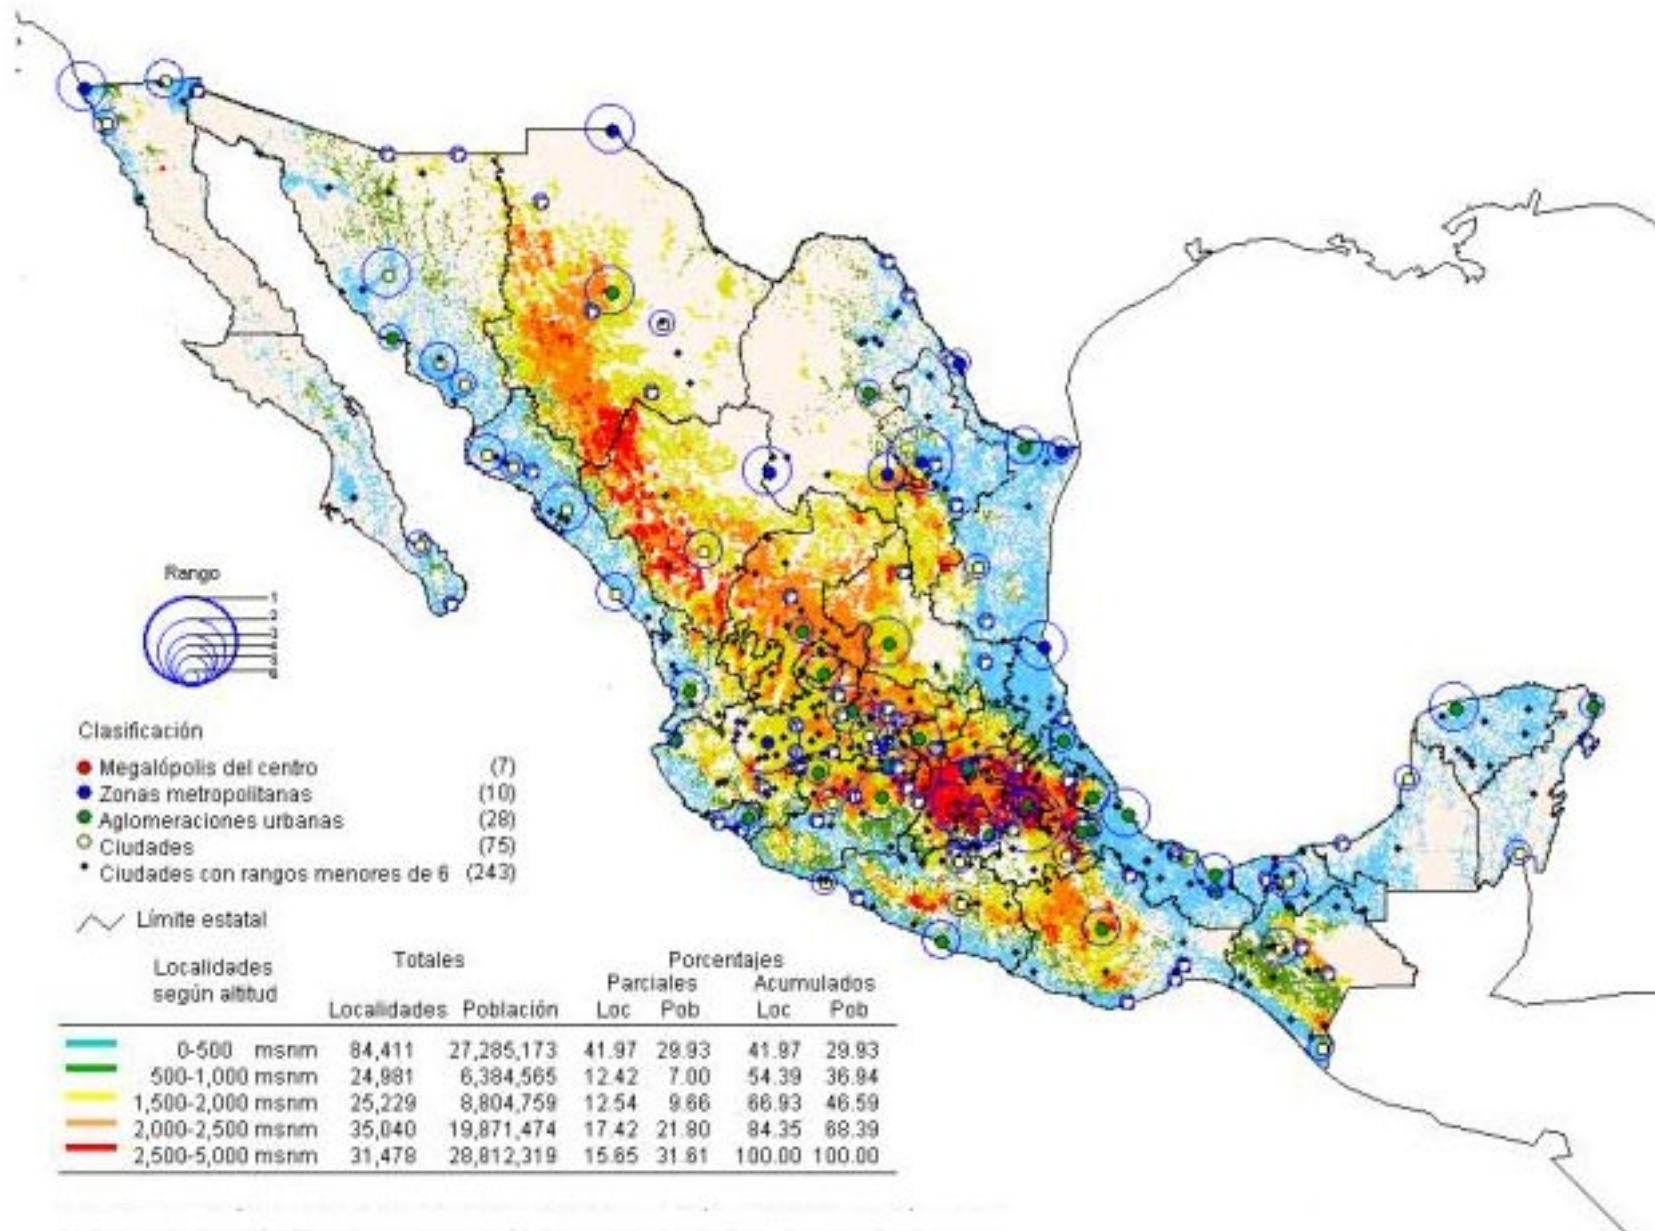 Rango
1
2
3
4
5
6
Clasificación
Megalópolis del centro (7)
Zonas metropolitanas (10)
Aglomeraciones urbanas (28)
Ciudades (75)
Ciudades con rangos menores de 6 (243)
Límite estatal
Localidades según altitud Totales Porcentajes
Parciales Acumulados
Localidades Población Loc Pob Loc Pob
0-500 msnm 84,411 27,285,173 41.97 29.93 41.97 29.93
500-1,000 msnm 24,981 6,384,565 12.42 7.00 54.39 36.94
1,500-2,000 msnm 25,229 8,804,759 12.54 9.66 66.93 46.59
2,000-2,500 msnm 35,040 19,871,474 17.42 21.80 84.35 68.39
2,500-5,000 msnm 31,478 28,812,319 15.65 31.61 100.00 100.00